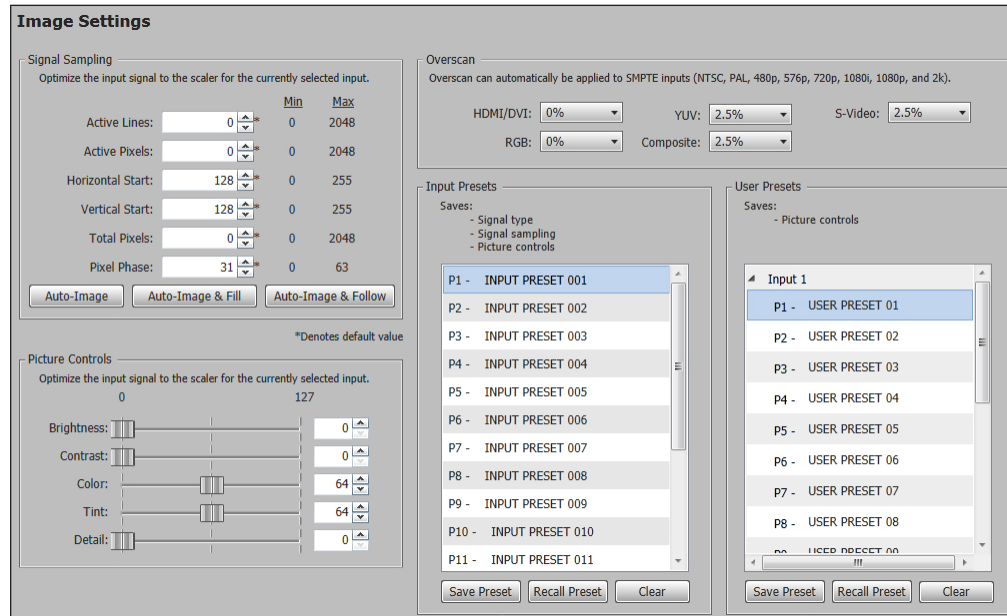 Image Settings
Signal Sampling
Optimize the input signal to the scaler for the currently selected input.
Min Max
Active Lines: 0 * 0 2048
Active Pixels: 0 * 0 2048
Horizontal Start: 128 * 0 255
Vertical Start: 128 * 0 255
Total Pixels: 0 * 0 2048
Pixel Phase: 31 * 0 63
Auto-Image Auto-Image & Fill Auto-Image & Follow
*Denotes default value
Picture Controls
Optimize the input signal to the scaler for the currently selected input.
0 127
Brightness: 0
Contrast: 0
Color: 64
Tint: 64
Detail: 0
Overscan
Overscan can automatically be applied to SMPTE inputs (NTSC, PAL, 480p, 576p, 720p, 1080i, 1080p, and 2k).
HDMI/DVI: 0% YUV: 2.5% S-Video: 2.5%
RGB: 0% Composite: 2.5%
Input Presets
Saves:
- Signal type
- Signal sampling
- Picture controls
P1 - INPUT PRESET 001
P2 - INPUT PRESET 002
P3 - INPUT PRESET 003
P4 - INPUT PRESET 004
P5 - INPUT PRESET 005
P6 - INPUT PRESET 006
P7 - INPUT PRESET 007
P8 - INPUT PRESET 008
P9 - INPUT PRESET 009
P10 - INPUT PRESET 010
P11 - INPUT PRESET 011
Save Preset Recall Preset Clear
User Presets
Saves:
- Picture controls
Input 1
P1 - USER PRESET 01
P2 - USER PRESET 02
P3 - USER PRESET 03
P4 - USER PRESET 04
P5 - USER PRESET 05
P6 - USER PRESET 06
P7 - USER PRESET 07
P8 - USER PRESET 08
P9 - USER PRESET 09
Save Preset Recall Preset Clear